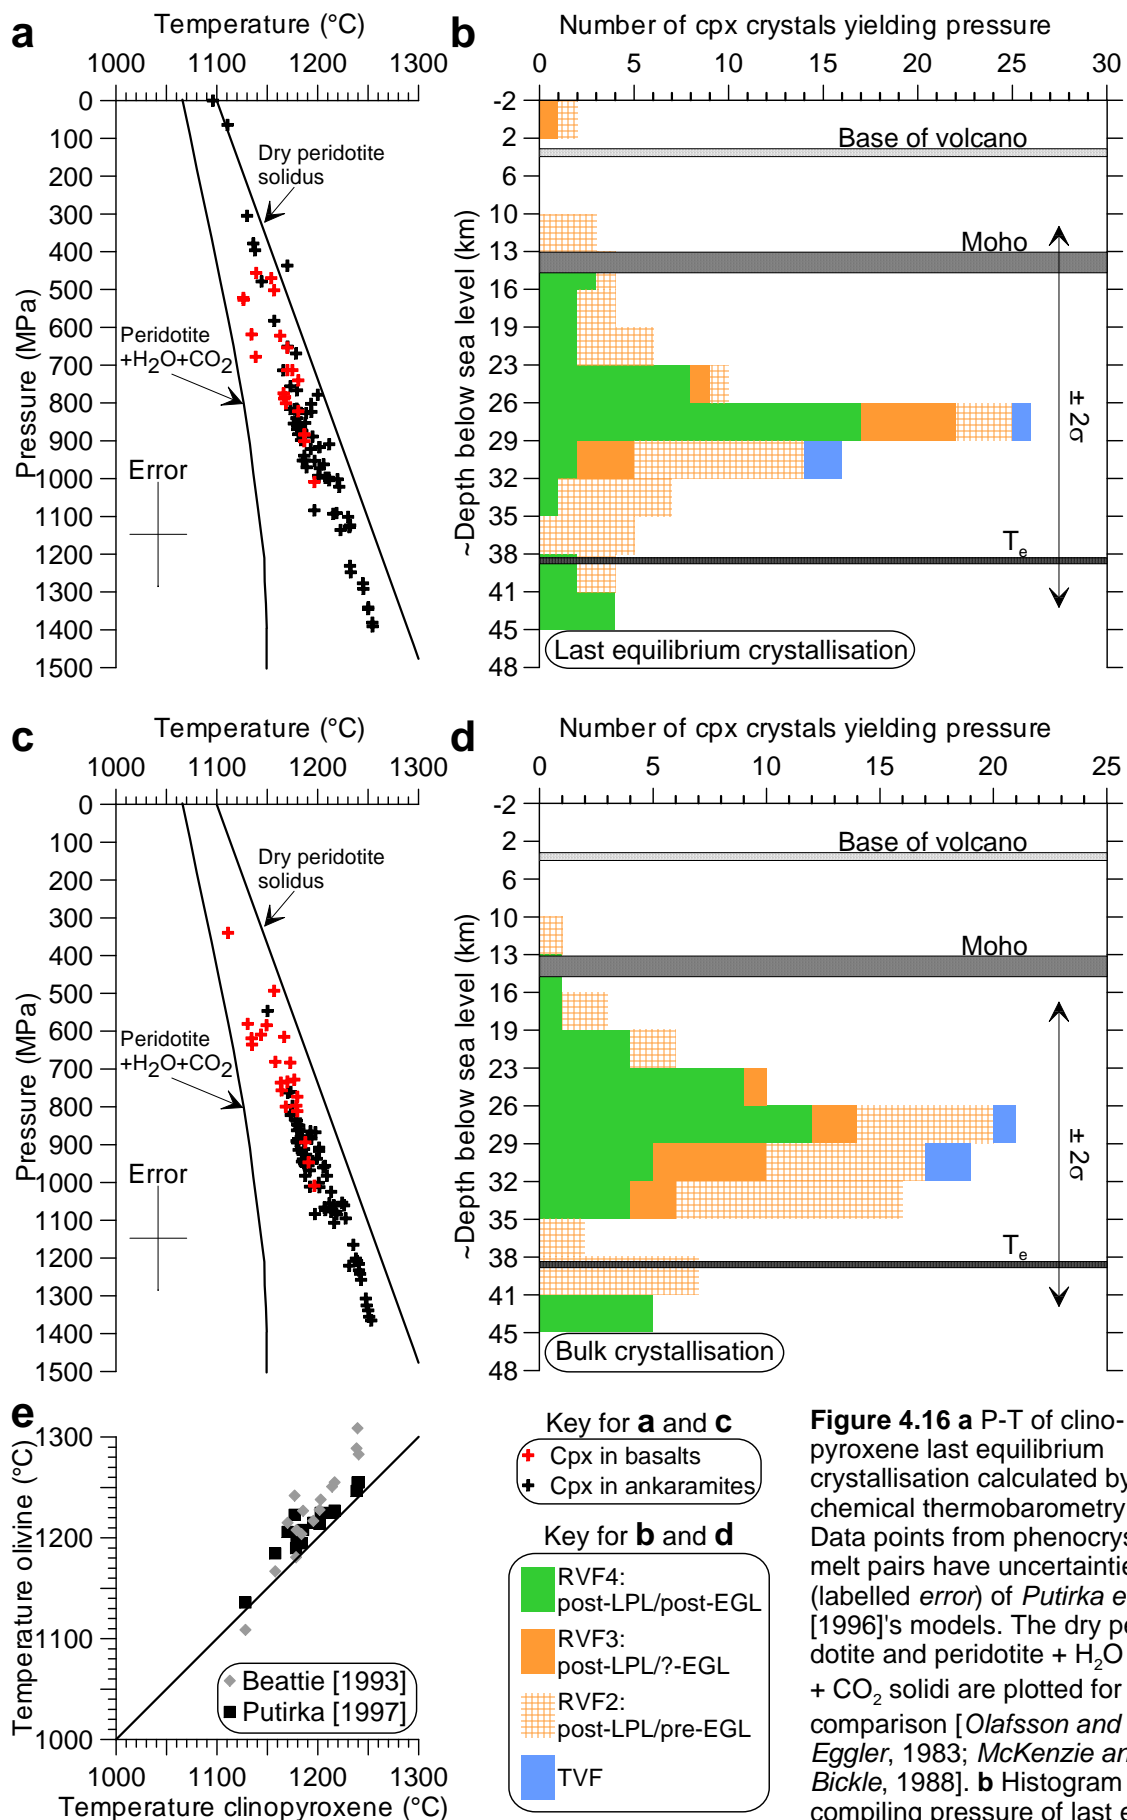 a
Temperature (°C)
1000 1100 1200 1300
Pressure (MPa)
0
100
200
300
400
500
600
700
800
900
1000
1100
1200
1300
1400
1500
Dry peridotite
solidus
Peridotite
+H2O+CO2
Error
b
Number of cpx crystals yielding pressure
0 5 10 15 20 25 30
~Depth below sea level (km)
-2
2
6
10
13
16
19
23
26
29
32
35
38
41
45
48
Base of volcano
Moho
± 2σ
Te
Last equilibrium crystallisation
c
Temperature (°C)
1000 1100 1200 1300
Pressure (MPa)
0
100
200
300
400
500
600
700
800
900
1000
1100
1200
1300
1400
1500
Dry peridotite
solidus
Peridotite
+H2O+CO2
Error
d
Number of cpx crystals yielding pressure
0 5 10 15 20 25
~Depth below sea level (km)
-2
2
6
10
13
16
19
23
26
29
32
35
38
41
45
48
Base of volcano
Moho
± 2σ
Te
Bulk crystallisation
e
Temperature olivine (°C)
1300
1200
1100
1000
Beattie [1993]
Putirka [1997]
1000 1100 1200 1300
Temperature clinopyroxene (°C)
Key for a and c
Cpx in basalts
Cpx in ankaramites
Key for b and d
RVF4:
post-LPL/post-EGL
RVF3:
post-LPL/?-EGL
RVF2:
post-LPL/pre-EGL
TVF
Figure 4.16 a P-T of clino-
pyroxene last equilibrium
crystallisation calculated by
chemical thermobarometry
Data points from
melt pairs have
(labelled error) of Putirka
[1996]'s models. The dry
dotite and peridotite + H2O
+ CO2 solidi are plotted for
comparison [Olafsson and
Eggler, 1983; McKenzie
Bickle, 1988]. b Histogram
compiling pressure of last